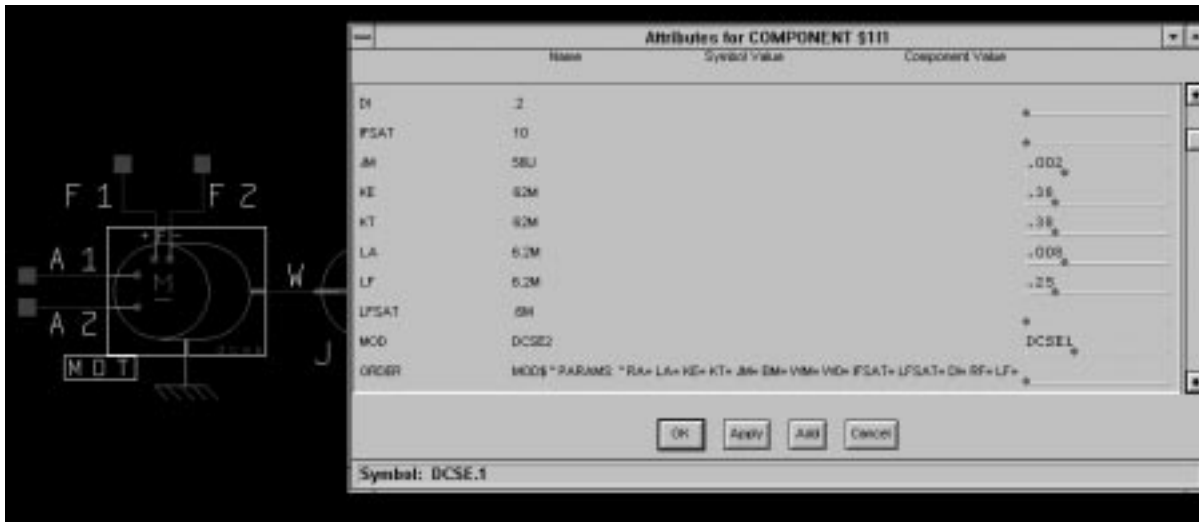 Attributes for COMPONENT $1I1
Name Symbol Value Component Value
DI .2
IFSAT 10
JM 58U .002
KE 62M .38
KT 62M .38
LA 6.2M .008
LF 6.2M .25
LFSAT .6M
MOD DCSE2 DCSE1
ORDER MOD$ " PARAMS: " RA= LA= KE= KT= JM= BM= WM= WD= IFSAT= LFSAT= DI= RF= LF=
OK Apply Add Cancel
Symbol: DCSE.1
F 1 F 2
+ F -
A 1
M
W
A 2
J
MOT